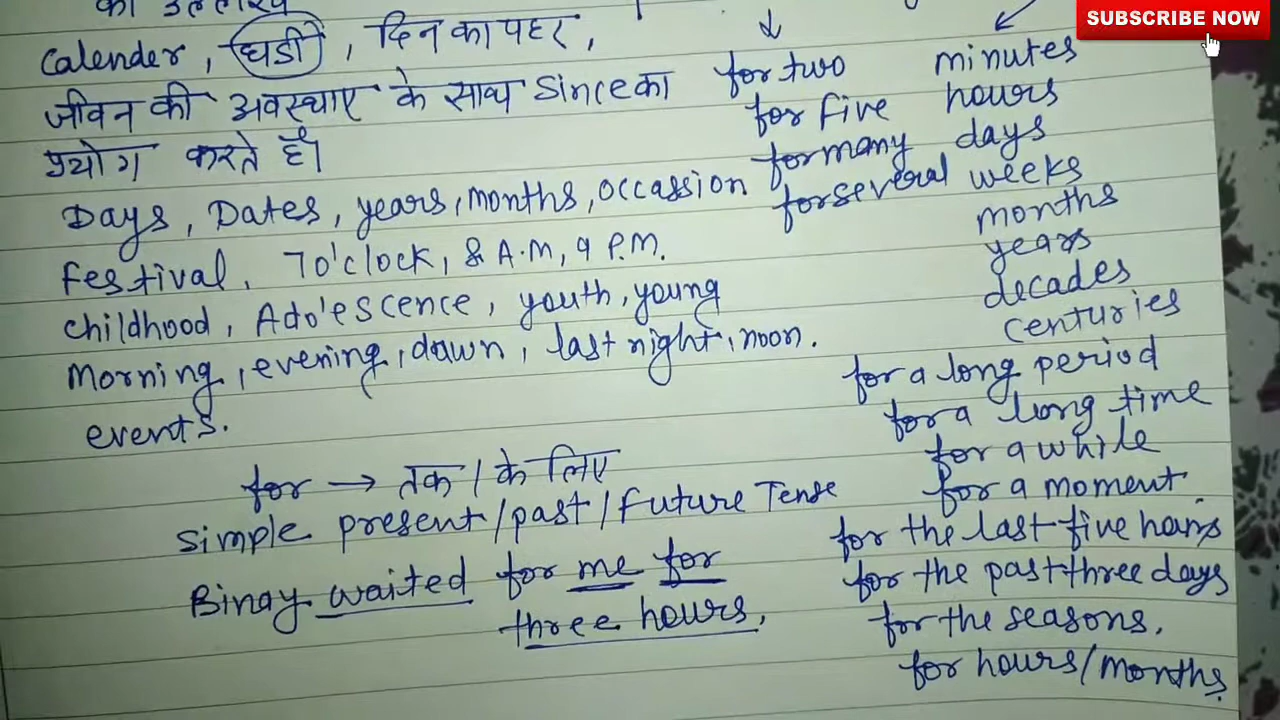 का उल्लेख
Calender, घिडी, दिन का पहर,
जीवन की अवस्थाए के साथ Since का
प्रयोग करते है।
Days, Dates, years, months, occassion
festival, 7o'clock, 8 A.M, 9 P.M.
childhood, Ado'escence, youth, young
Morning, evening, dawn, last night, noon.
events.
for → तक / के लिए
Simple present/past/future Tense
Binay waited for me for
three hours,
SUBSCRIBE NOW
for two minutes
for five hours
for many days
for several weeks
months
years
decades
centuries
for a long period
for a long time
for a while
for a moment.
for the last five hours
for the past three days
for the seasons,
for hours/months.